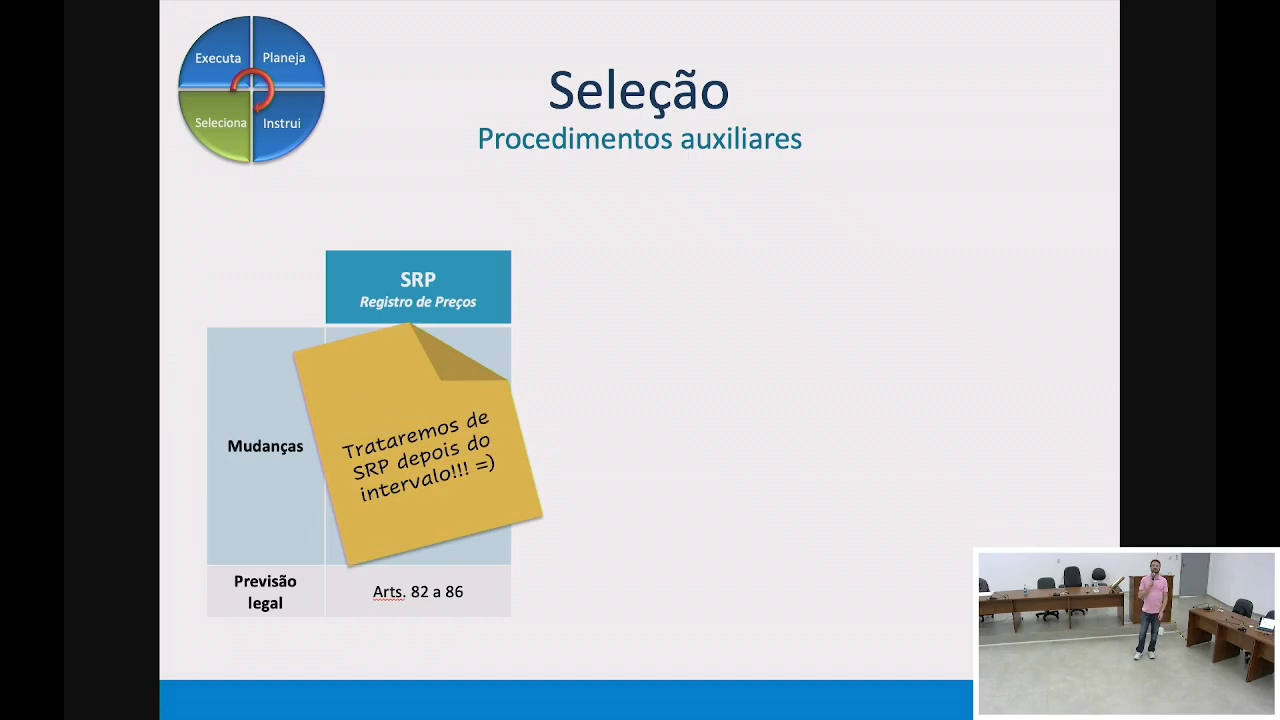 Executa
Planeja
Seleciona
Instrui
Seleção
Procedimentos auxiliares
SRP
Registro de Preços
Mudanças
Trataremos de
SRP depois do
intervalo!!! =)
Previsão
legal
Arts. 82 a 86